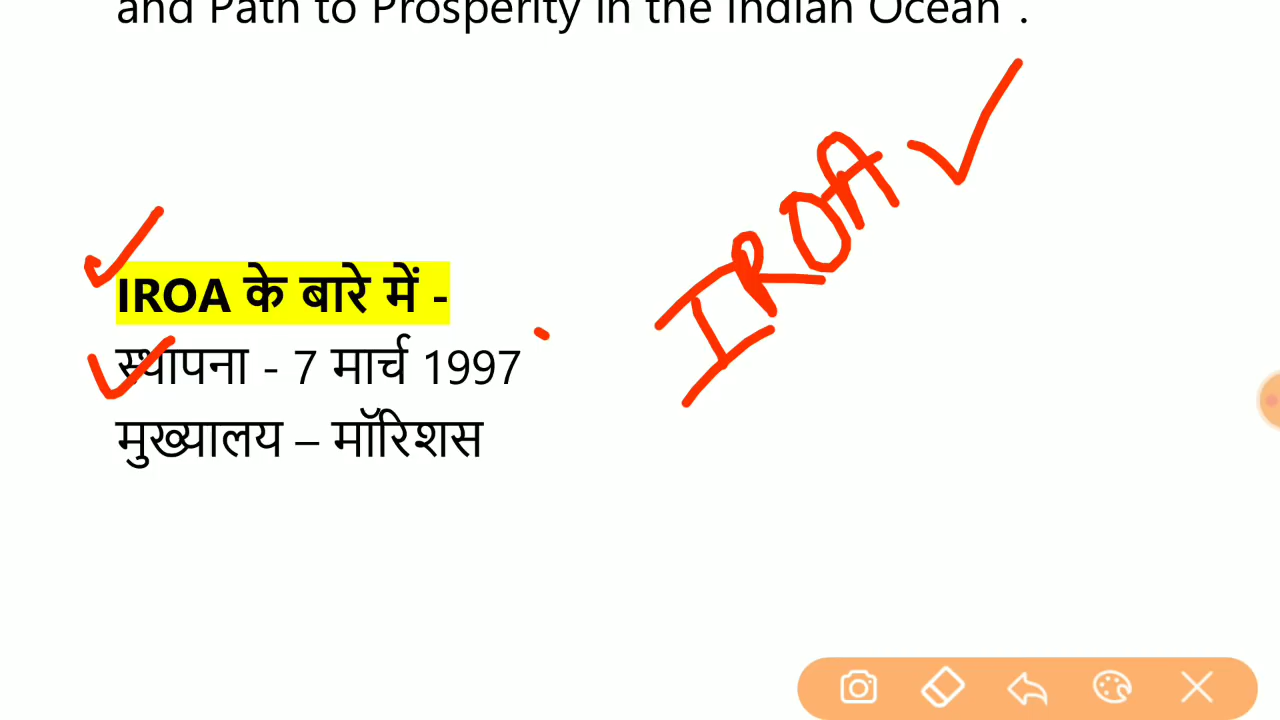 and Path to Prosperity in the Indian Ocean .
IROA
IROA के बारे में -
स्थापना - 7 मार्च 1997
मुख्यालय – मॉरिशस